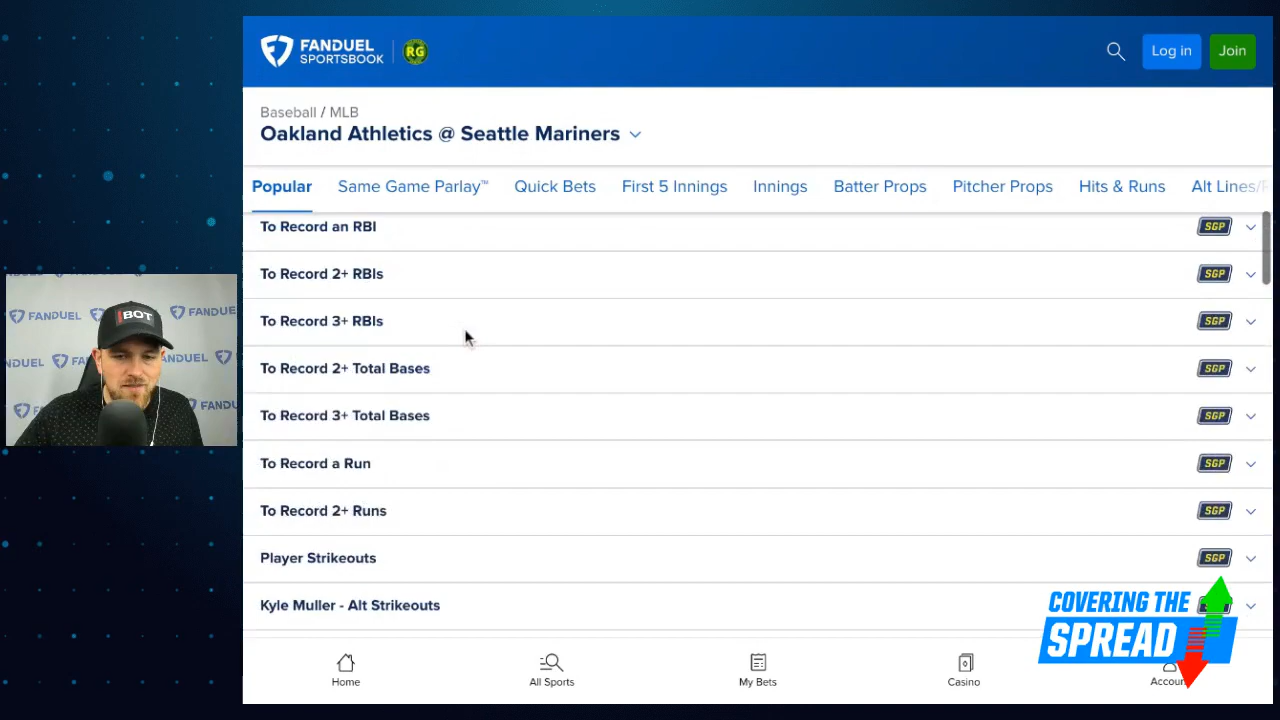 FANDUEL
SPORTSBOOK
RG
Log in
Join
Baseball / MLB
Oakland Athletics @ Seattle Mariners
Popular
Same Game Parlay™
Quick Bets
First 5 Innings
Innings
Batter Props
Pitcher Props
Hits & Runs
Alt Lines/R
To Record an RBI
SGP
To Record 2+ RBIs
SGP
To Record 3+ RBIs
SGP
To Record 2+ Total Bases
SGP
To Record 3+ Total Bases
SGP
To Record a Run
SGP
To Record 2+ Runs
SGP
Player Strikeouts
SGP
Kyle Muller - Alt Strikeouts
COVERING THE
SPREAD
Home
All Sports
My Bets
Casino
Accoun
FANDUEL
BOT